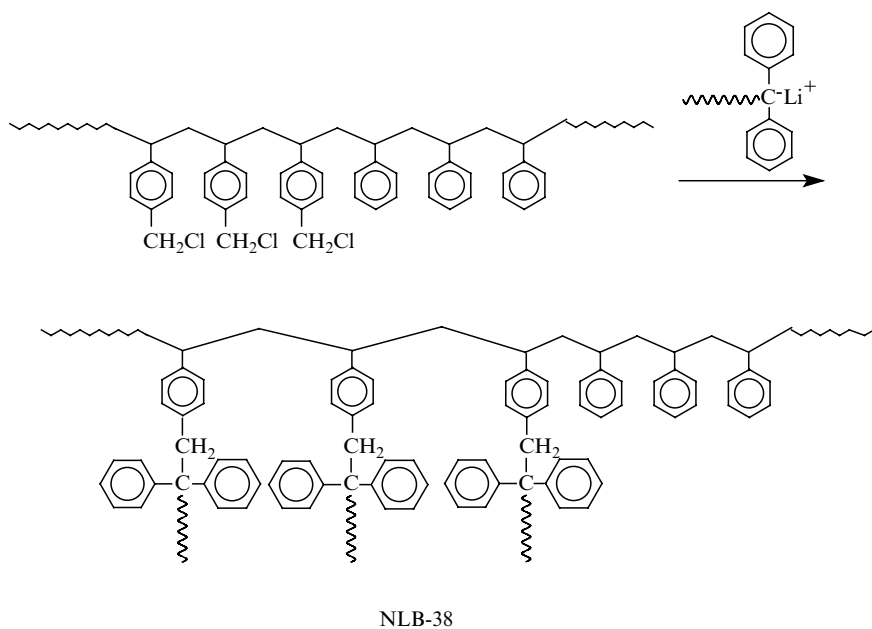 C⁻Li⁺
CH₂Cl CH₂Cl CH₂Cl
CH₂ CH₂ CH₂
C C C
NLB-38